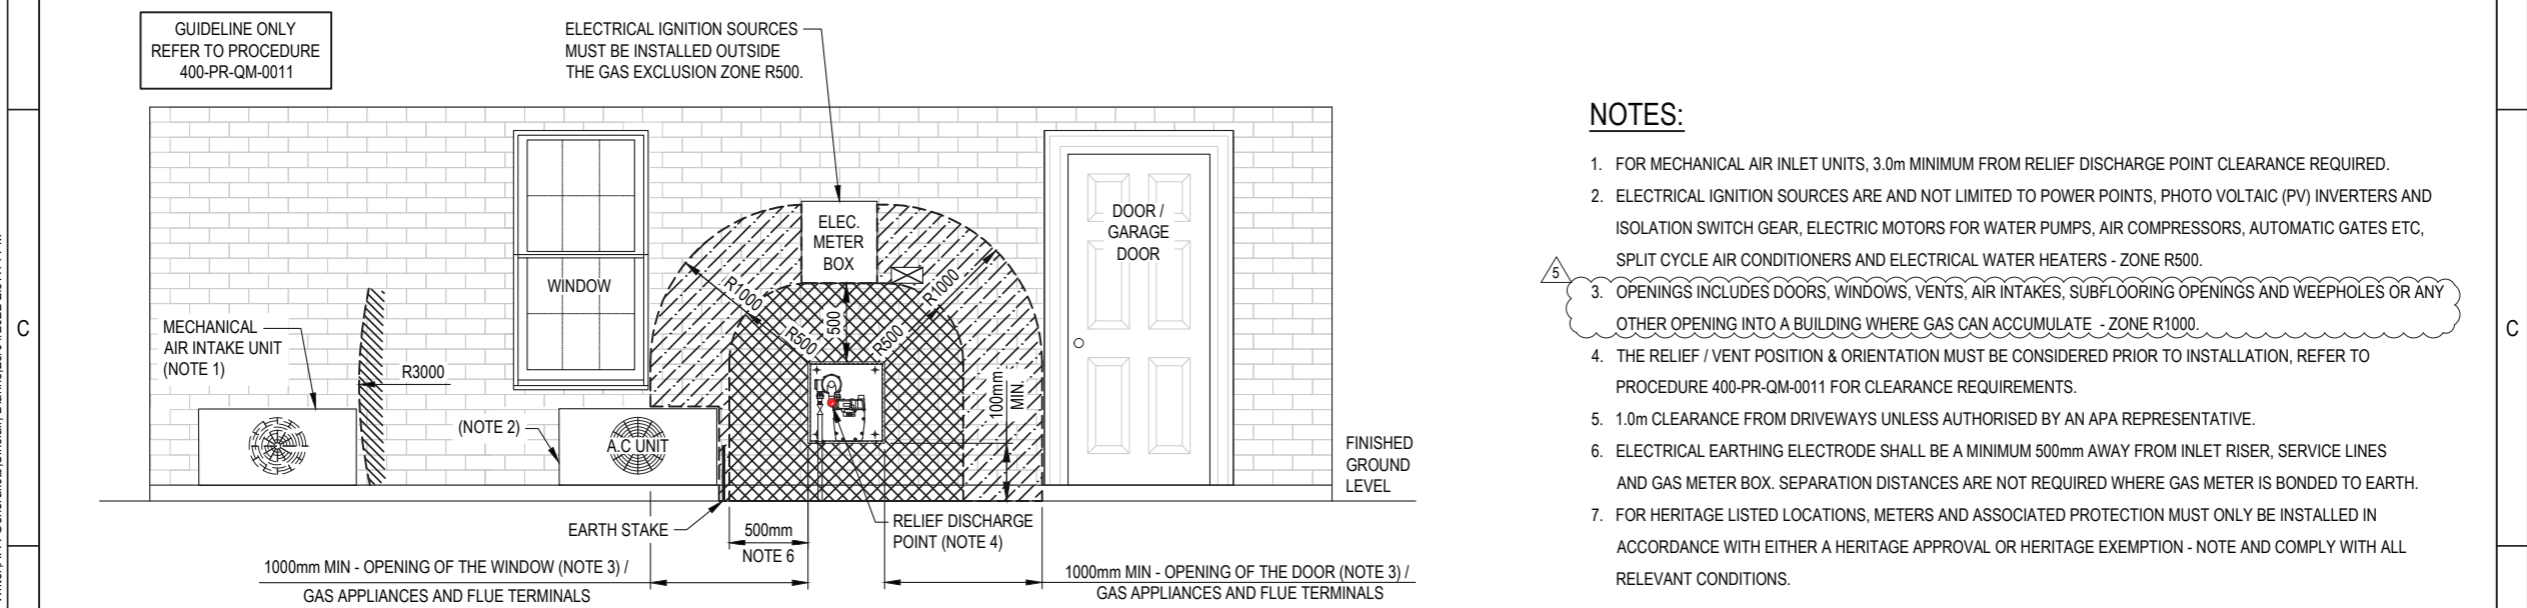 GUIDELINE ONLY
REFER TO PROCEDURE
400-PR-QM-0011
ELECTRICAL IGNITION SOURCES
MUST BE INSTALLED OUTSIDE
THE GAS EXCLUSION ZONE R500.
C
MECHANICAL
AIR INTAKE UNIT
(NOTE 1)
R3000
WINDOW
(NOTE 2)
A.C UNIT
ELEC.
METER
BOX
R1000
R500
500
R500
R1000
100mm
MIN.
DOOR /
GARAGE
DOOR
FINISHED
GROUND
LEVEL
EARTH STAKE
500mm
NOTE 6
RELIEF DISCHARGE
POINT (NOTE 4)
1000mm MIN - OPENING OF THE WINDOW (NOTE 3) /
GAS APPLIANCES AND FLUE TERMINALS
1000mm MIN - OPENING OF THE DOOR (NOTE 3) /
GAS APPLIANCES AND FLUE TERMINALS
NOTES:
1. FOR MECHANICAL AIR INLET UNITS, 3.0m MINIMUM FROM RELIEF DISCHARGE POINT CLEARANCE REQUIRED.
2. ELECTRICAL IGNITION SOURCES ARE AND NOT LIMITED TO POWER POINTS, PHOTO VOLTAIC (PV) INVERTERS AND
ISOLATION SWITCH GEAR, ELECTRIC MOTORS FOR WATER PUMPS, AIR COMPRESSORS, AUTOMATIC GATES ETC,
SPLIT CYCLE AIR CONDITIONERS AND ELECTRICAL WATER HEATERS - ZONE R500.
5
3. OPENINGS INCLUDES DOORS, WINDOWS, VENTS, AIR INTAKES, SUBFLOORING OPENINGS AND WEEPHOLES OR ANY
OTHER OPENING INTO A BUILDING WHERE GAS CAN ACCUMULATE - ZONE R1000.
4. THE RELIEF / VENT POSITION & ORIENTATION MUST BE CONSIDERED PRIOR TO INSTALLATION, REFER TO
PROCEDURE 400-PR-QM-0011 FOR CLEARANCE REQUIREMENTS.
5. 1.0m CLEARANCE FROM DRIVEWAYS UNLESS AUTHORISED BY AN APA REPRESENTATIVE.
6. ELECTRICAL EARTHING ELECTRODE SHALL BE A MINIMUM 500mm AWAY FROM INLET RISER, SERVICE LINES
AND GAS METER BOX. SEPARATION DISTANCES ARE NOT REQUIRED WHERE GAS METER IS BONDED TO EARTH.
7. FOR HERITAGE LISTED LOCATIONS, METERS AND ASSOCIATED PROTECTION MUST ONLY BE INSTALLED IN
ACCORDANCE WITH EITHER A HERITAGE APPROVAL OR HERITAGE EXEMPTION - NOTE AND COMPLY WITH ALL
RELEVANT CONDITIONS.
C